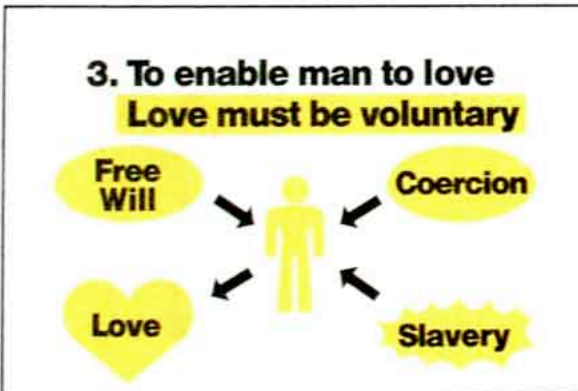 3. To enable man to love
Love must be voluntary
Free
Will
Coercion
Love
Slavery